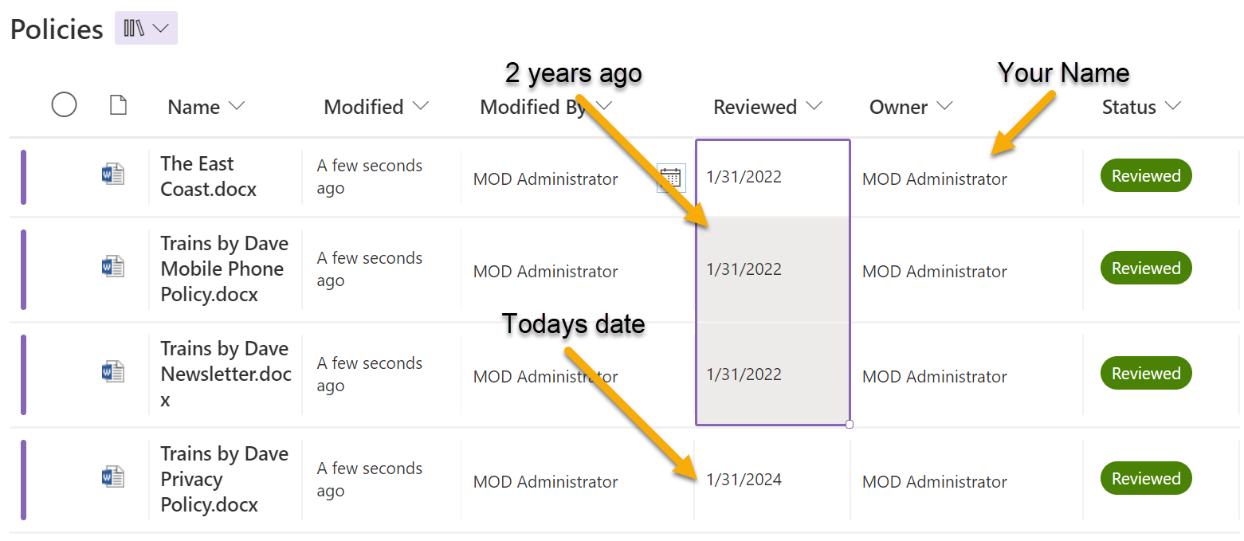 Policies
2 years ago
Your Name
Name Modified Modified By Reviewed Owner Status
The East
Coast.docx
A few seconds
ago
MOD Administrator
1/31/2022
MOD Administrator
Reviewed
Trains by Dave
Mobile Phone
Policy.docx
A few seconds
ago
MOD Administrator
1/31/2022
MOD Administrator
Reviewed
Todays date
Trains by Dave
Newsletter.doc
x
A few seconds
ago
MOD Administrator
1/31/2022
MOD Administrator
Reviewed
Trains by Dave
Privacy
Policy.docx
A few seconds
ago
MOD Administrator
1/31/2024
MOD Administrator
Reviewed